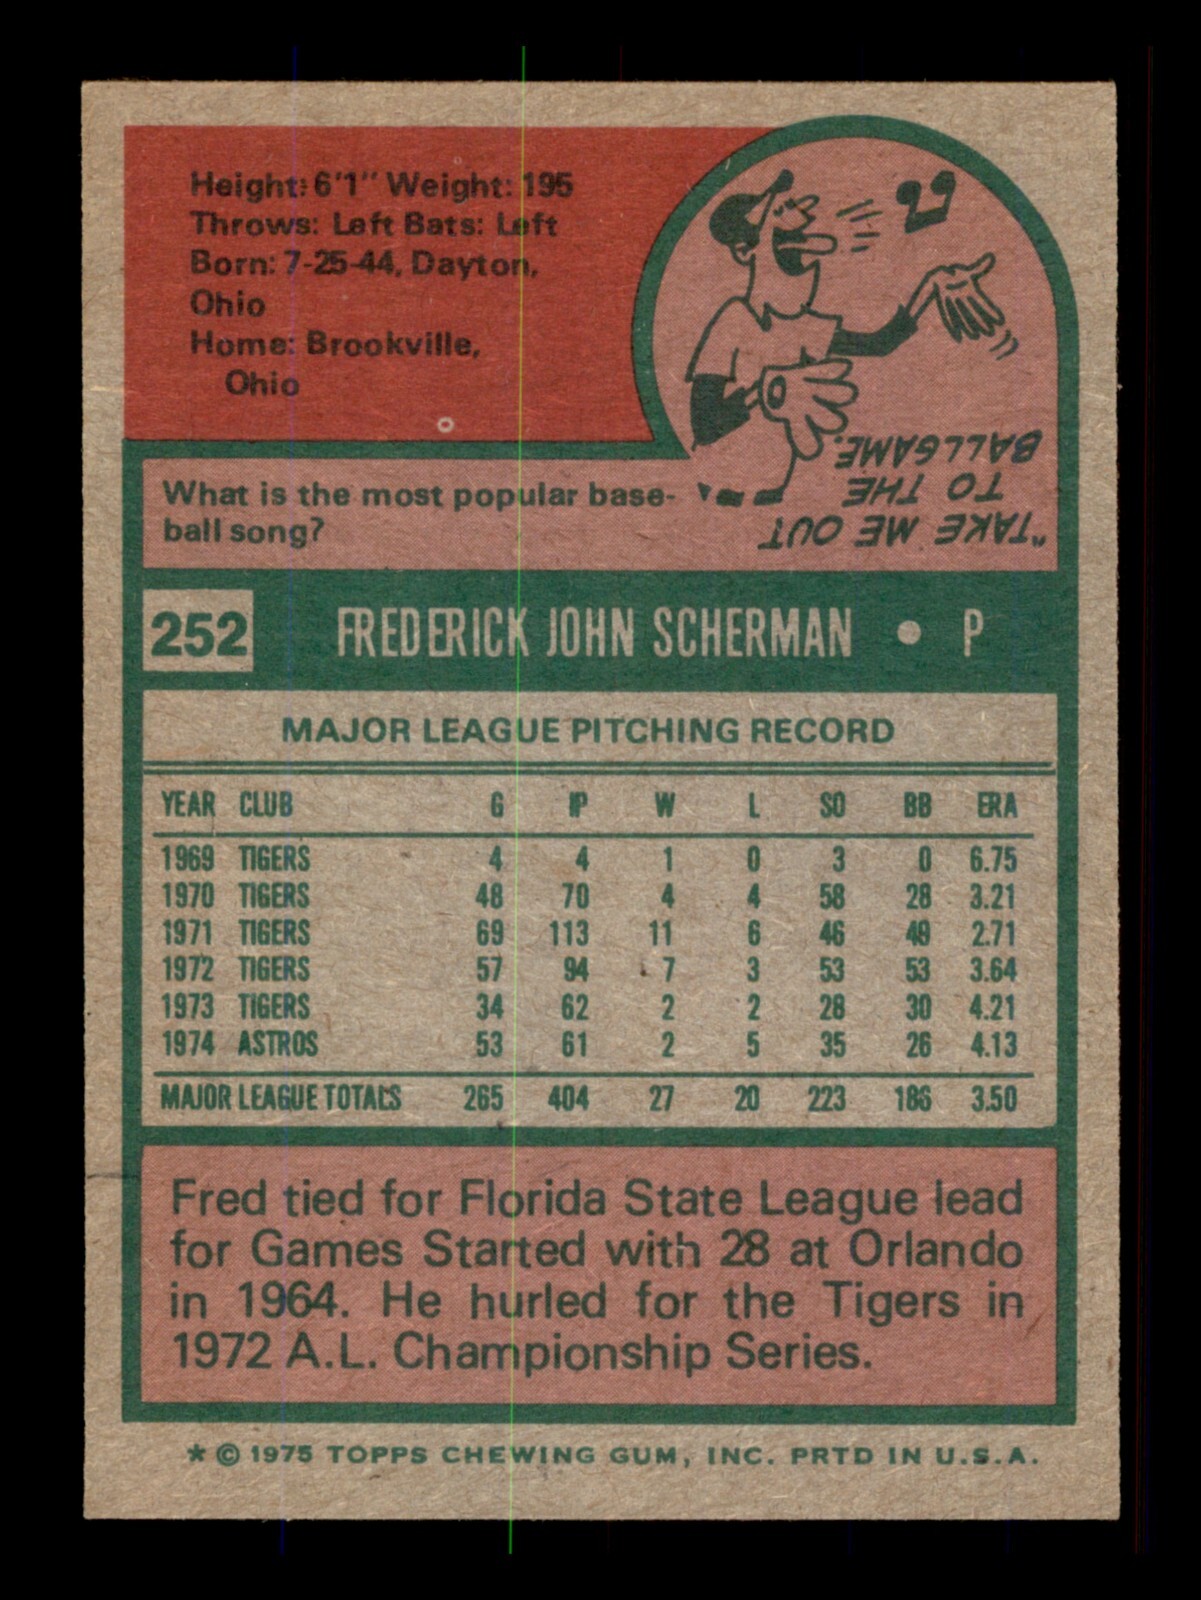 Height: 6'1" Weight: 195
Throws: Left Bats: Left
Born: 7-25-44, Dayton,
Ohio
Home: Brookville,
Ohio
What is the most popular base-
ball song?
"TAKE ME OUT
TO THE
BALLGAME.
252 FREDERICK JOHN SCHERMAN • P
MAJOR LEAGUE PITCHING RECORD
YEAR CLUB G IP W L SO BB ERA
1969 TIGERS 4 4 1 0 3 0 6.75
1970 TIGERS 48 70 4 4 58 28 3.21
1971 TIGERS 69 113 11 6 46 49 2.71
1972 TIGERS 57 94 7 3 53 53 3.64
1973 TIGERS 34 62 2 2 28 30 4.21
1974 ASTROS 53 61 2 5 35 26 4.13
MAJOR LEAGUE TOTALS 265 404 27 20 223 186 3.50
Fred tied for Florida State League lead
for Games Started with 28 at Orlando
in 1964. He hurled for the Tigers in
1972 A.L. Championship Series.
* © 1975 TOPPS CHEWING GUM, INC. PRTD IN U.S.A.